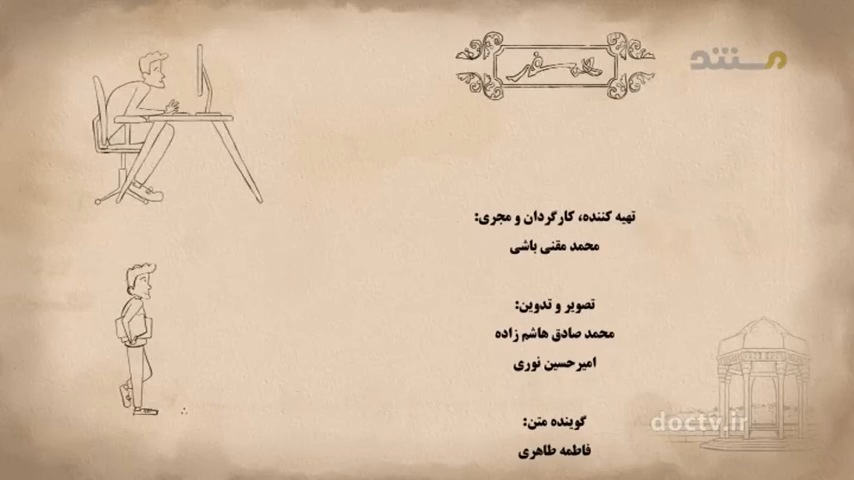 مستند
تهیه کننده، کارگردان و مجری:
محمد مقنی باشی
تصویر و تدوین:
محمد صادق هاشم زاده
امیرحسین نوری
گوینده متن:
فاطمه طاهری
doctv.ir